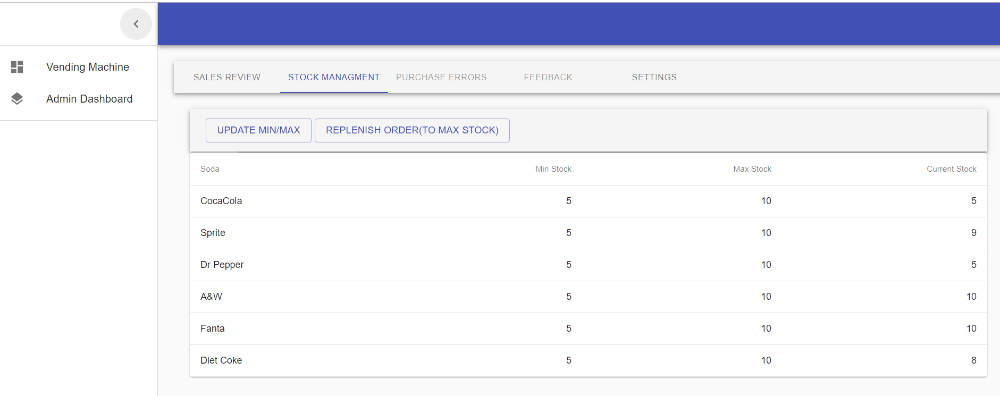 Vending Machine
Admin Dashboard
SALES REVIEW STOCK MANAGMENT PURCHASE ERRORS FEEDBACK SETTINGS
UPDATE MIN/MAX REPLENISH ORDER(TO MAX STOCK)
Soda Min Stock Max Stock Current Stock
CocaCola 5 10 5
Sprite 5 10 9
Dr Pepper 5 10 5
A&W 5 10 10
Fanta 5 10 10
Diet Coke 5 10 8